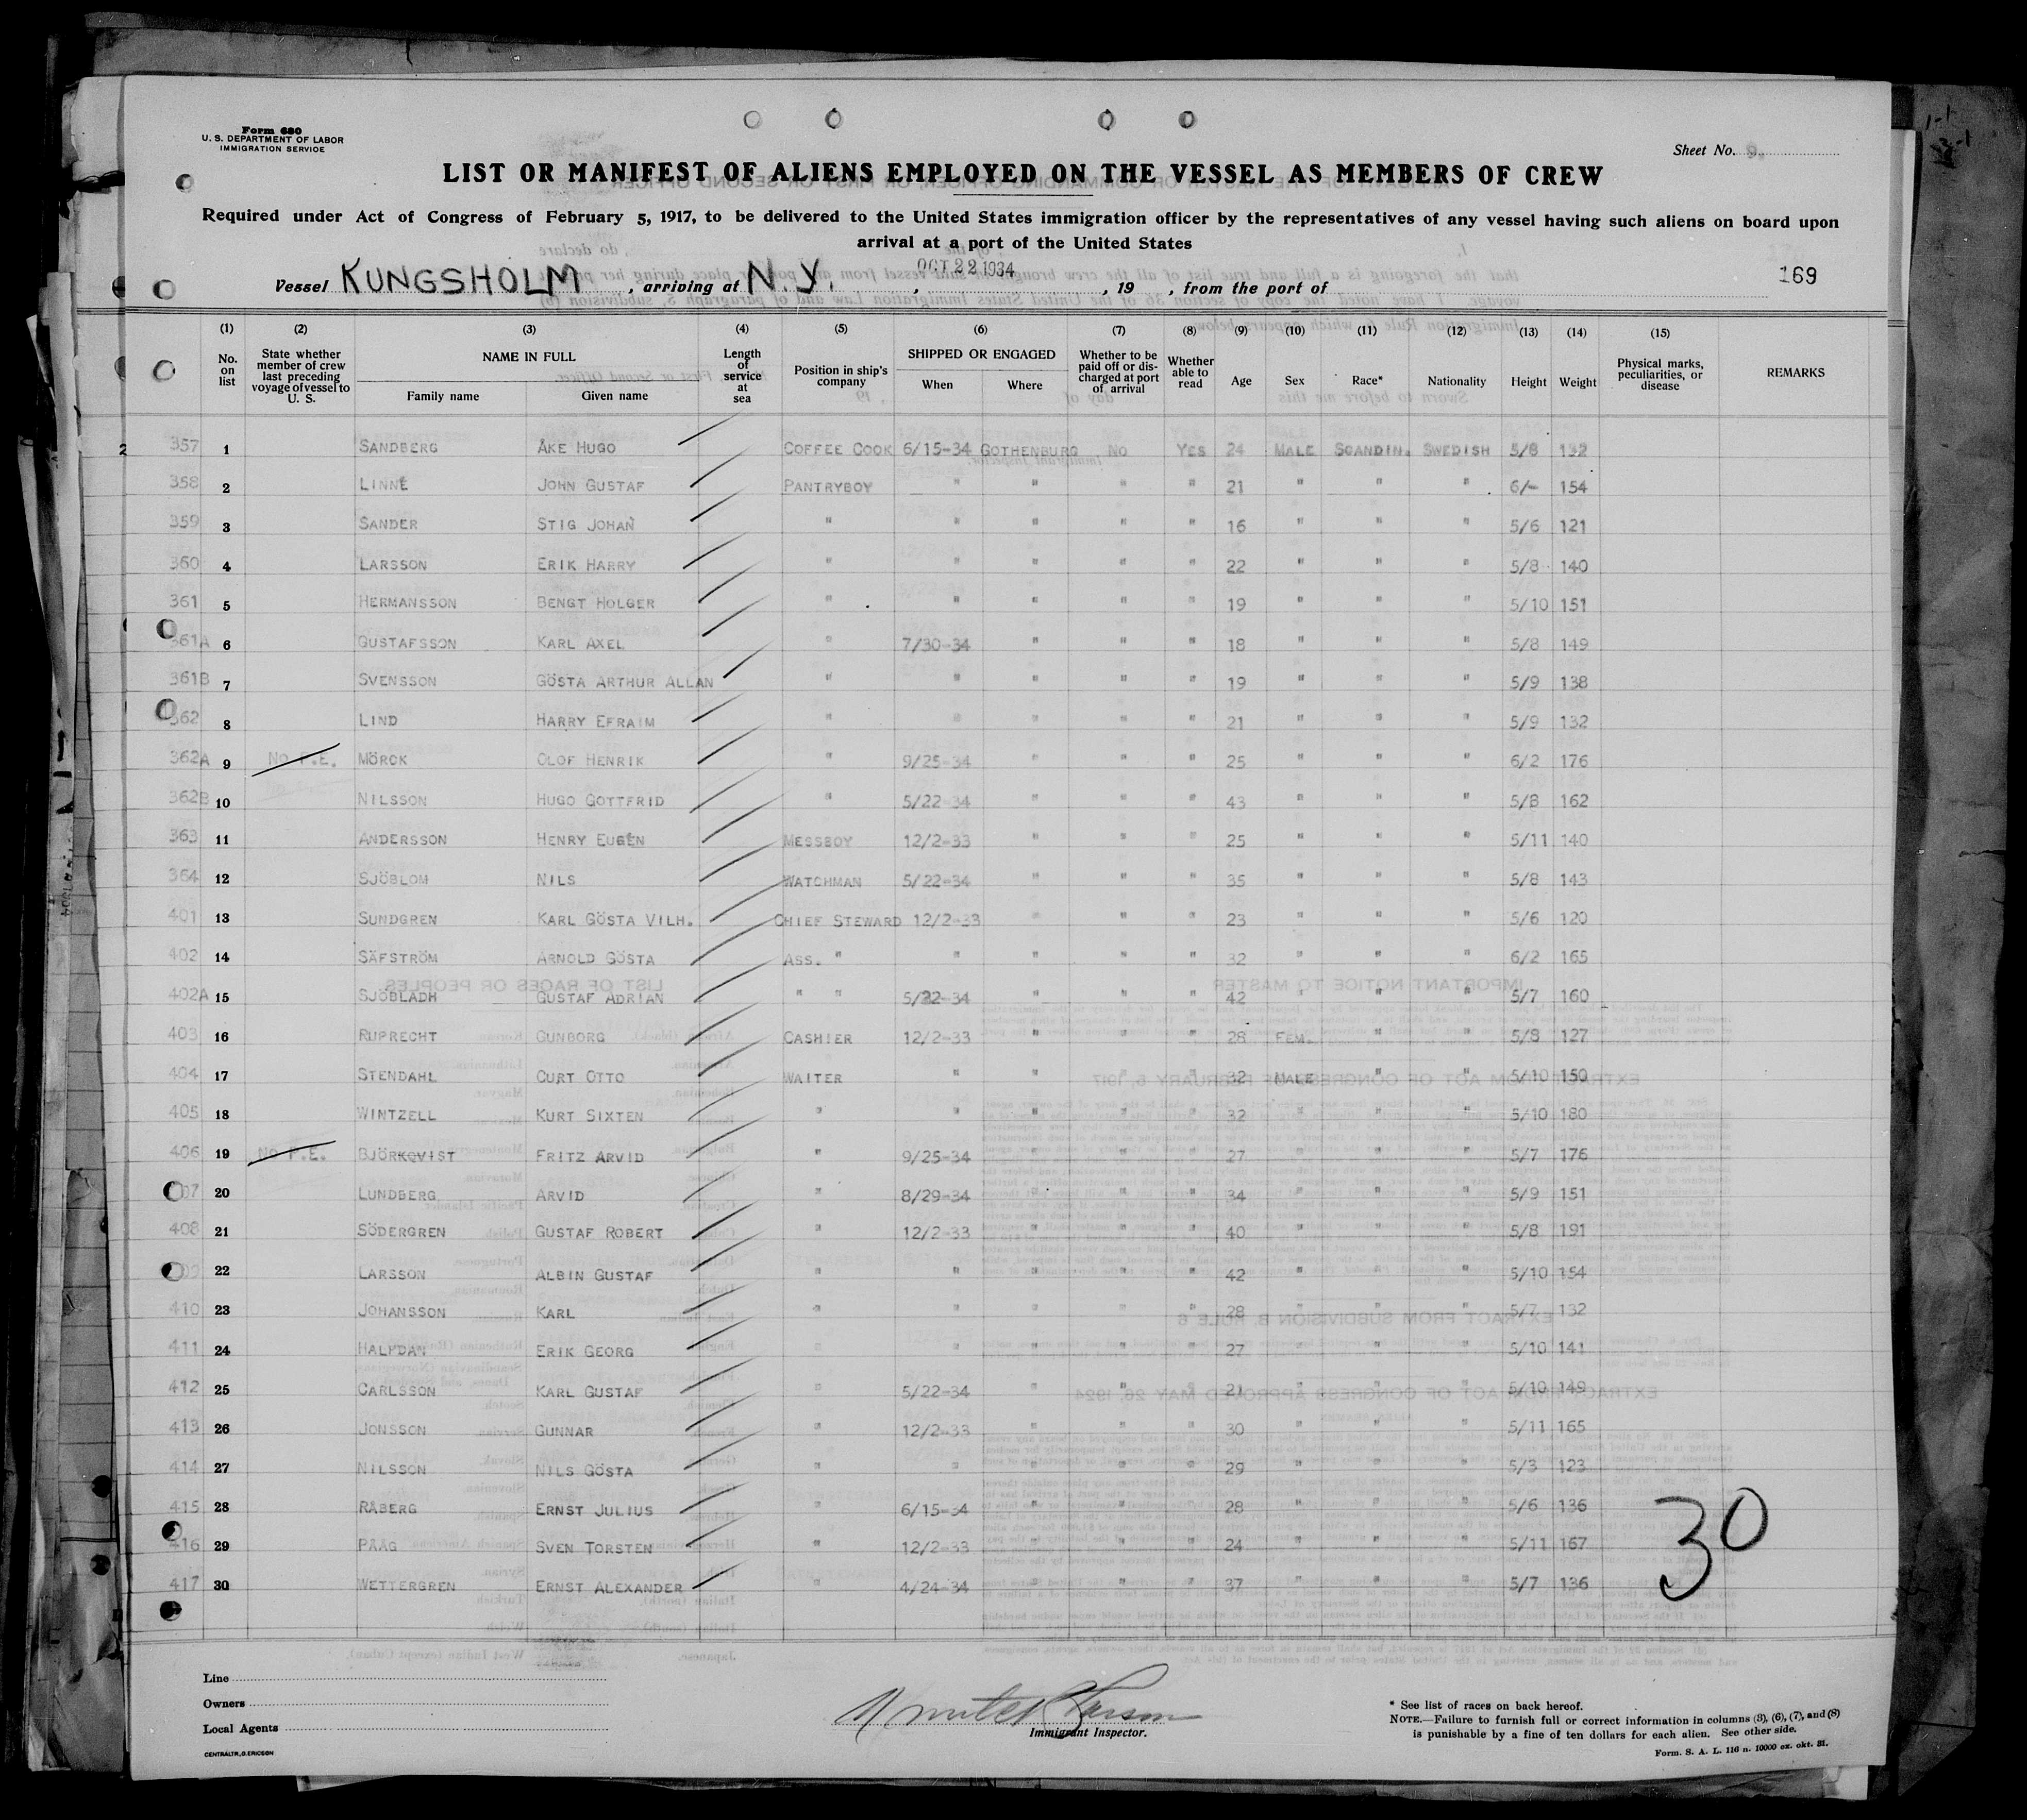 Form 680
U. S. DEPARTMENT OF LABOR
IMMIGRATION SERVICE
Sheet No. 9.
LIST OR MANIFEST OF ALIENS EMPLOYED ON THE VESSEL AS MEMBERS OF CREW
Required under Act of Congress of February 5, 1917, to be delivered to the United States immigration officer by the representatives of any vessel having such aliens on board upon
arrival at a port of the United States
OCT 22 1934
Vessel KUNGSHOLM, arriving at N.Y., , 19 , from the port of 169
(1) (2) (3) (4) (5) (6) (7) (8) (9) (10) (11) (12) (13) (14) (15)
No. on list State whether member of crew last preceding voyage of vessel to U. S. NAME IN FULL Family name Given name Length of service at sea Position in ship's company SHIPPED OR ENGAGED When Where Whether to be paid off or discharged at port of arrival Whether able to read Age Sex Race* Nationality Height Weight Physical marks, peculiarities, or disease REMARKS
2 357 1 SANDBERG ÅKE HUGO COFFEE COOK 6/15-34 GOTHENBURG NO YES 24 MALE SCANDIN. SWEDISH 5/8 132
358 2 LINNÉ JOHN GUSTAF PANTRYBOY " " " " 21 " " " 6/- 154
359 3 SANDER STIG JOHAN " " " " " 16 " " " 5/6 121
360 4 LARSSON ERIK HARRY " " " " " 22 " " " 5/8 140
361 5 HERMANSSON BENGT HOLGER " " " " " 19 " " " 5/10 151
361A 6 GUSTAFSSON KARL AXEL " 7/30-34 " " " 18 " " " 5/8 149
361B 7 SVENSSON GÖSTA ARTHUR ALLAN " " " " " 19 " " " 5/9 138
362 8 LIND HARRY EFRAIM " " " " " 21 " " " 5/9 132
362A 9 No P.E. MÖRCK OLOF HENRIK " 9/25-34 " " " 25 " " " 6/2 176
362B 10 NILSSON HUGO GOTTFRID " 5/22-34 " " " 43 " " " 5/8 162
363 11 ANDERSSON HENRY EUGÉN MESSBOY 12/2-33 " " " 25 " " " 5/11 140
364 12 SJÖBLOM NILS WATCHMAN 5/22-34 " " " 35 " " " 5/8 143
401 13 SUNDGREN KARL GÖSTA VILH. CHIEF STEWARD 12/2-33 " " " 23 " " " 5/6 120
402 14 SÄFSTRÖM ARNOLD GÖSTA ASS. " " " " " 32 " " " 6/2 165
402A 15 SJÖBLADH GUSTAF ADRIAN " " 5/22-34 " " " 42 " " " 5/7 160
403 16 RUPRECHT GUNBORG CASHIER 12/2-33 " " " 28 FEM. " " 5/8 127
404 17 STENDAHL CURT OTTO WAITER " " " " 32 MALE " " 5/10 150
405 18 WINTZELL KURT SIXTEN " " " " " 32 " " " 5/10 180
406 19 No P.E. BJÖRKQVIST FRITZ ARVID " 9/25-34 " " " 27 " " " 5/7 176
07 20 LUNDBERG ARVID " 8/29-34 " " " 34 " " " 5/9 151
408 21 SÖDERGREN GUSTAF ROBERT " 12/2-33 " " " 40 " " " 5/8 191
22 LARSSON ALBIN GUSTAF " " " " " 42 " " " 5/10 154
410 23 JOHANSSON KARL " " " " " 28 " " " 5/7 132
411 24 HALFDAN ERIK GEORG " " " " " 27 " " " 5/10 141
412 25 CARLSSON KARL GUSTAF " 5/22-34 " " " 21 " " " 5/10 149
413 26 JONSSON GUNNAR " 12/2-33 " " " 30 " " " 5/11 165
414 27 NILSSON NILS GÖSTA " " " " " 29 " " " 5/3 123
415 28 RÅBERG ERNST JULIUS " 6/15-34 " " " 28 " " " 5/6 136
416 29 PÅÅG SVEN TORSTEN " 12/2-33 " " " 24 " " " 5/11 167
417 30 WETTERGREN ERNST ALEXANDER " 4/24-34 " " " 37 " " " 5/7 136
30
Line
Owners
Local Agents
CENTRALTR., G. ERICSON
Immigrant Inspector.
* See list of races on back hereof.
NOTE.—Failure to furnish full or correct information in columns (3), (6), (7), and (8)
is punishable by a fine of ten dollars for each alien. See other side.
Form. S. A. L. 116 n. 10000 ex. okt. 31.